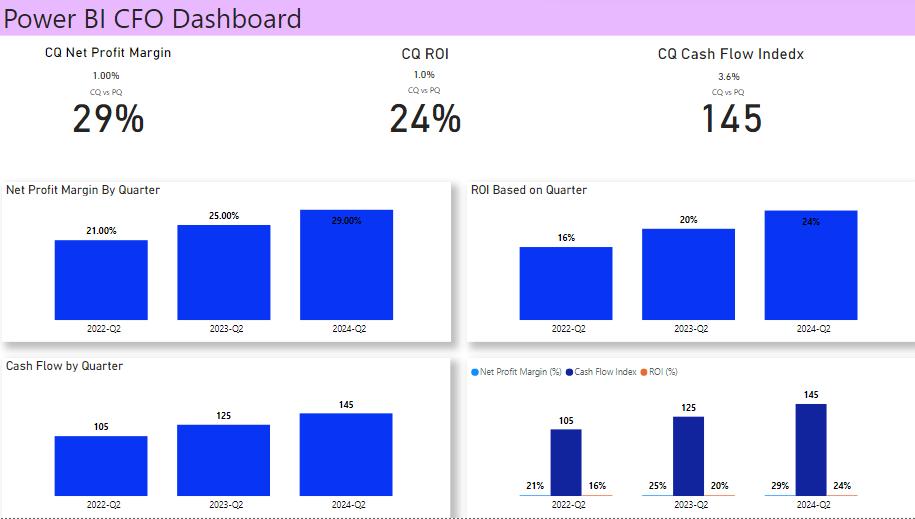 Power BI CFO Dashboard
CQ Net Profit Margin
1.00%
CQ vs PQ
29%
CQ ROI
1.0%
CQ vs PQ
24%
CQ Cash Flow Indedx
3.6%
CQ vs PQ
145
Net Profit Margin By Quarter
21.00%
25.00%
29.00%
2022-Q2
2023-Q2
2024-Q2
ROI Based on Quarter
16%
20%
24%
2022-Q2
2023-Q2
2024-Q2
Cash Flow by Quarter
105
125
145
2022-Q2
2023-Q2
2024-Q2
Net Profit Margin (%) Cash Flow Index ROI (%)
21% 105 16%
25% 125 20%
29% 145 24%
2022-Q2
2023-Q2
2024-Q2